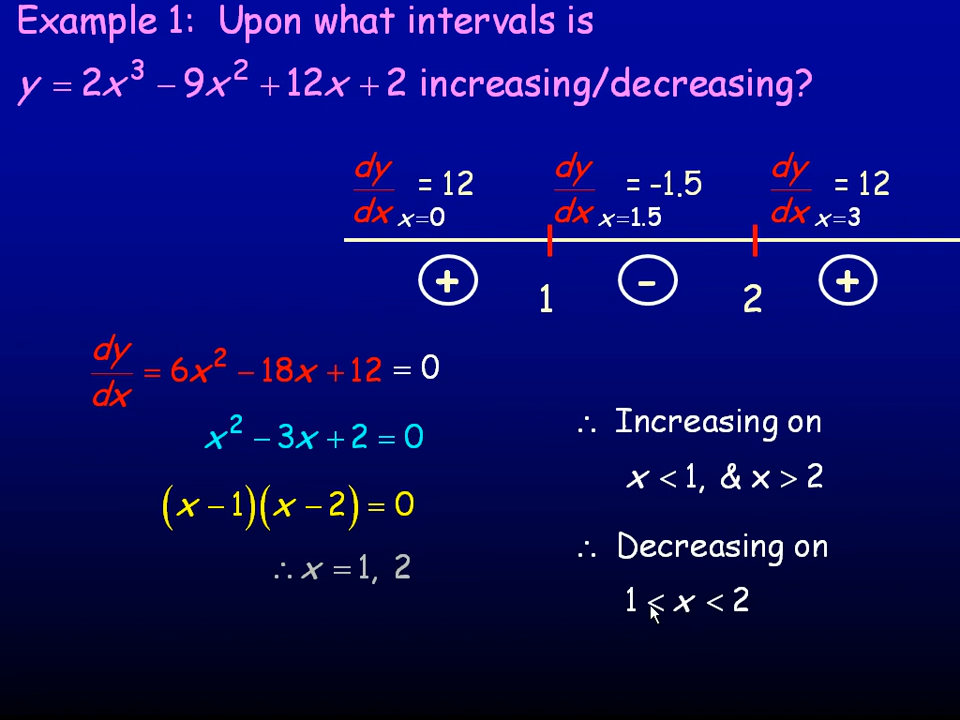 Example 1: Upon what intervals is
y = 2x³ − 9x² + 12x + 2 increasing/decreasing?
dy/dx x=0 = 12 dy/dx x=1.5 = -1.5 dy/dx x=3 = 12
+ - +
1 2
dy/dx = 6x² − 18x + 12 = 0
x² − 3x + 2 = 0
(x − 1)(x − 2) = 0
∴ x = 1, 2
∴ Increasing on
x < 1, & x > 2
∴ Decreasing on
1 < x < 2